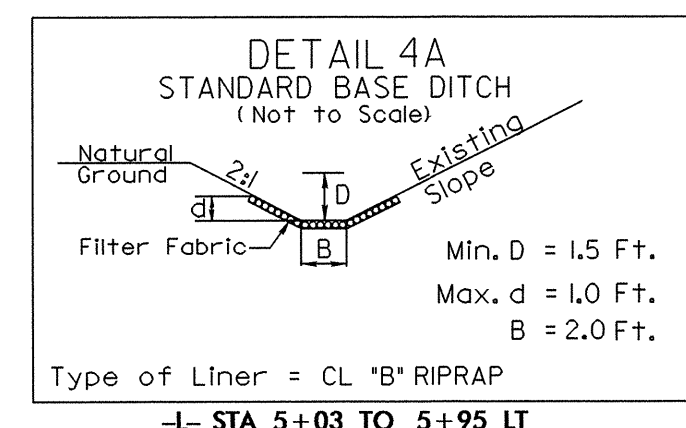 DETAIL 4A
STANDARD BASE DITCH
(Not to Scale)
Natural
Ground
2:1
D
Existing
Slope
d
Filter Fabric
B
Min. D = 1.5 Ft.
Max. d = 1.0 Ft.
B = 2.0 Ft.
Type of Liner = CL "B" RIPRAP
-L- STA 5+03 TO 5+95 LT